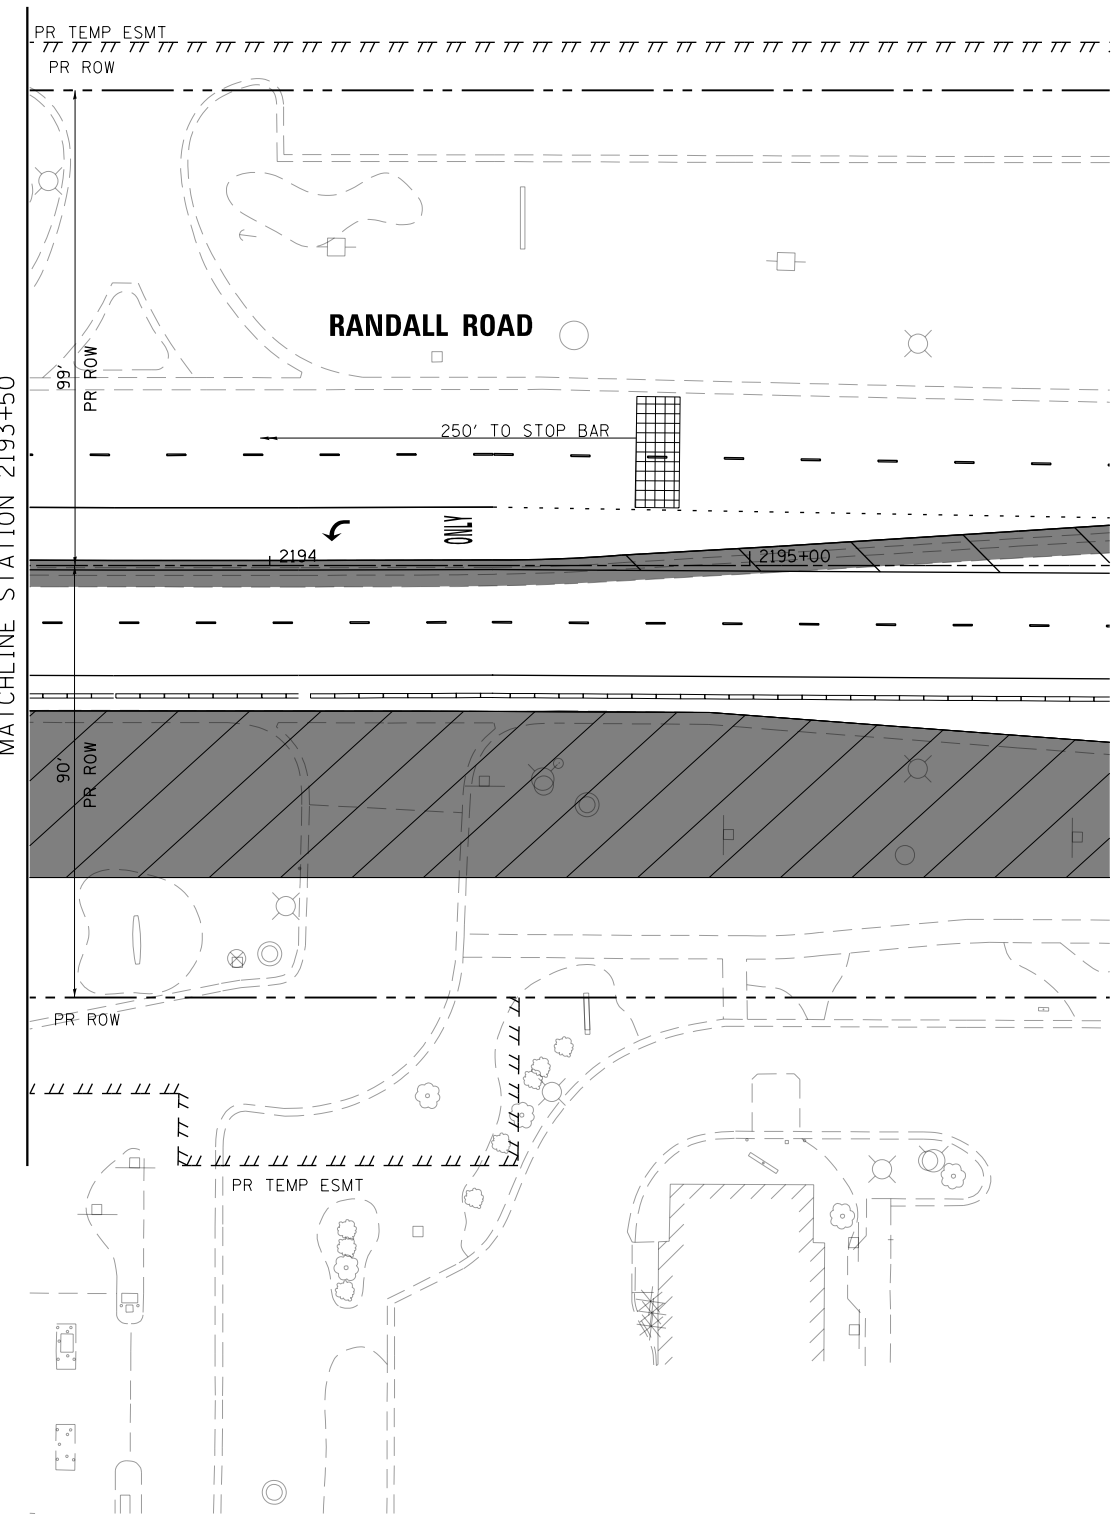 PR TEMP ESMT
PR ROW
RANDALL ROAD
99'
PR ROW
MATCHLINE STATION 2193+50
250' TO STOP BAR
ONLY
2194
2195+00
90'
PR ROW
PR ROW
PR TEMP ESMT